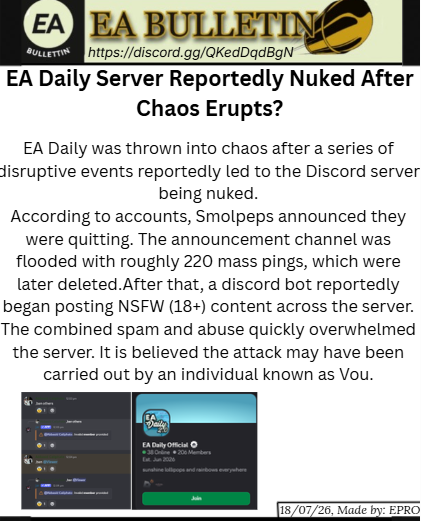 EA
BULLETTIN
EA BULLETIN
https://discord.gg/QKedDqdBgN
EA Daily Server Reportedly Nuked After
Chaos Erupts?
EA Daily was thrown into chaos after a series of
disruptive events reportedly led to the Discord server
being nuked.
According to accounts, Smolpeps announced they
were quitting. The announcement channel was
flooded with roughly 220 mass pings, which were
later deleted.After that, a discord bot reportedly
began posting NSFW (18+) content across the server.
The combined spam and abuse quickly overwhelmed
the server. It is believed the attack may have been
carried out by an individual known as Vou.
EA
Daily
EA Daily Official
38 Online 206 Members
Est. Jun 2026
sunshine lollipops and rainbows everywhere
Join
18/07/26, Made by: EPRO